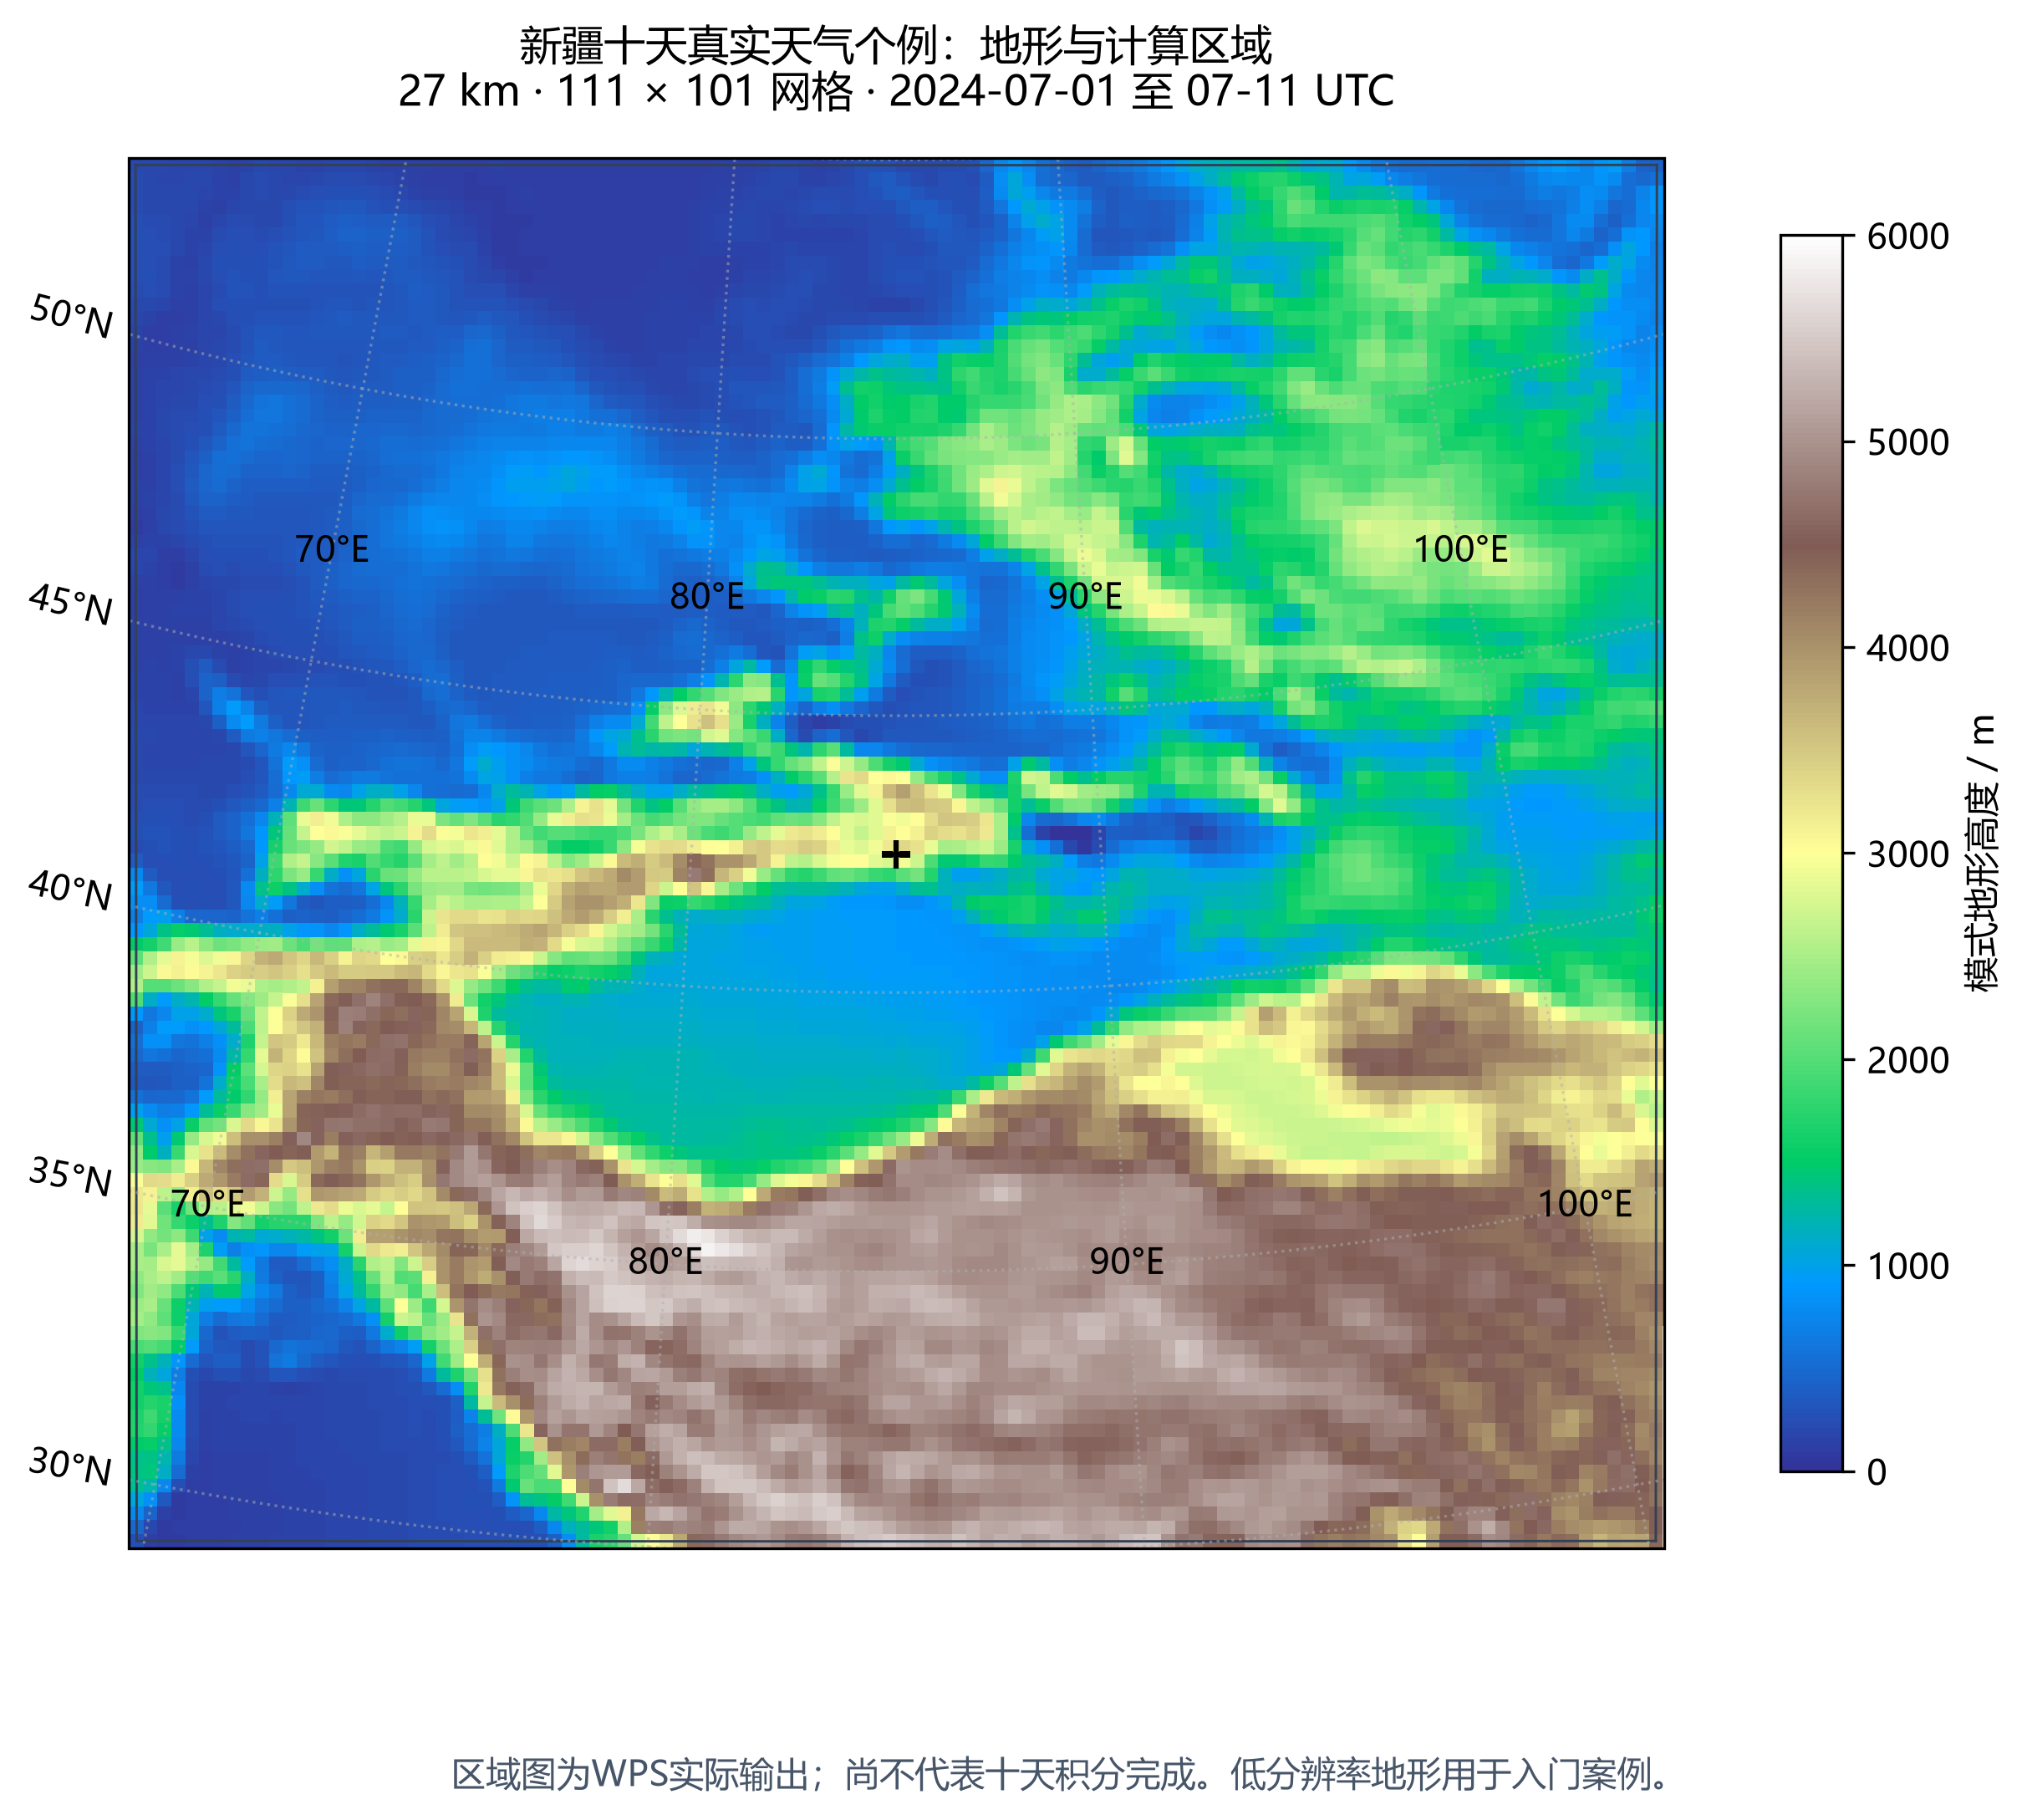 新疆十天真实天气个例：地形与计算区域
27 km · 111 × 101 网格 · 2024-07-01 至 07-11 UTC
50°N
45°N
40°N
35°N
30°N
70°E
80°E
90°E
100°E
70°E
80°E
90°E
100°E
6000
5000
4000
3000
2000
1000
0
模式地形高度 / m
区域图为WPS实际输出；尚不代表十天积分完成。低分辨率地形用于入门案例。